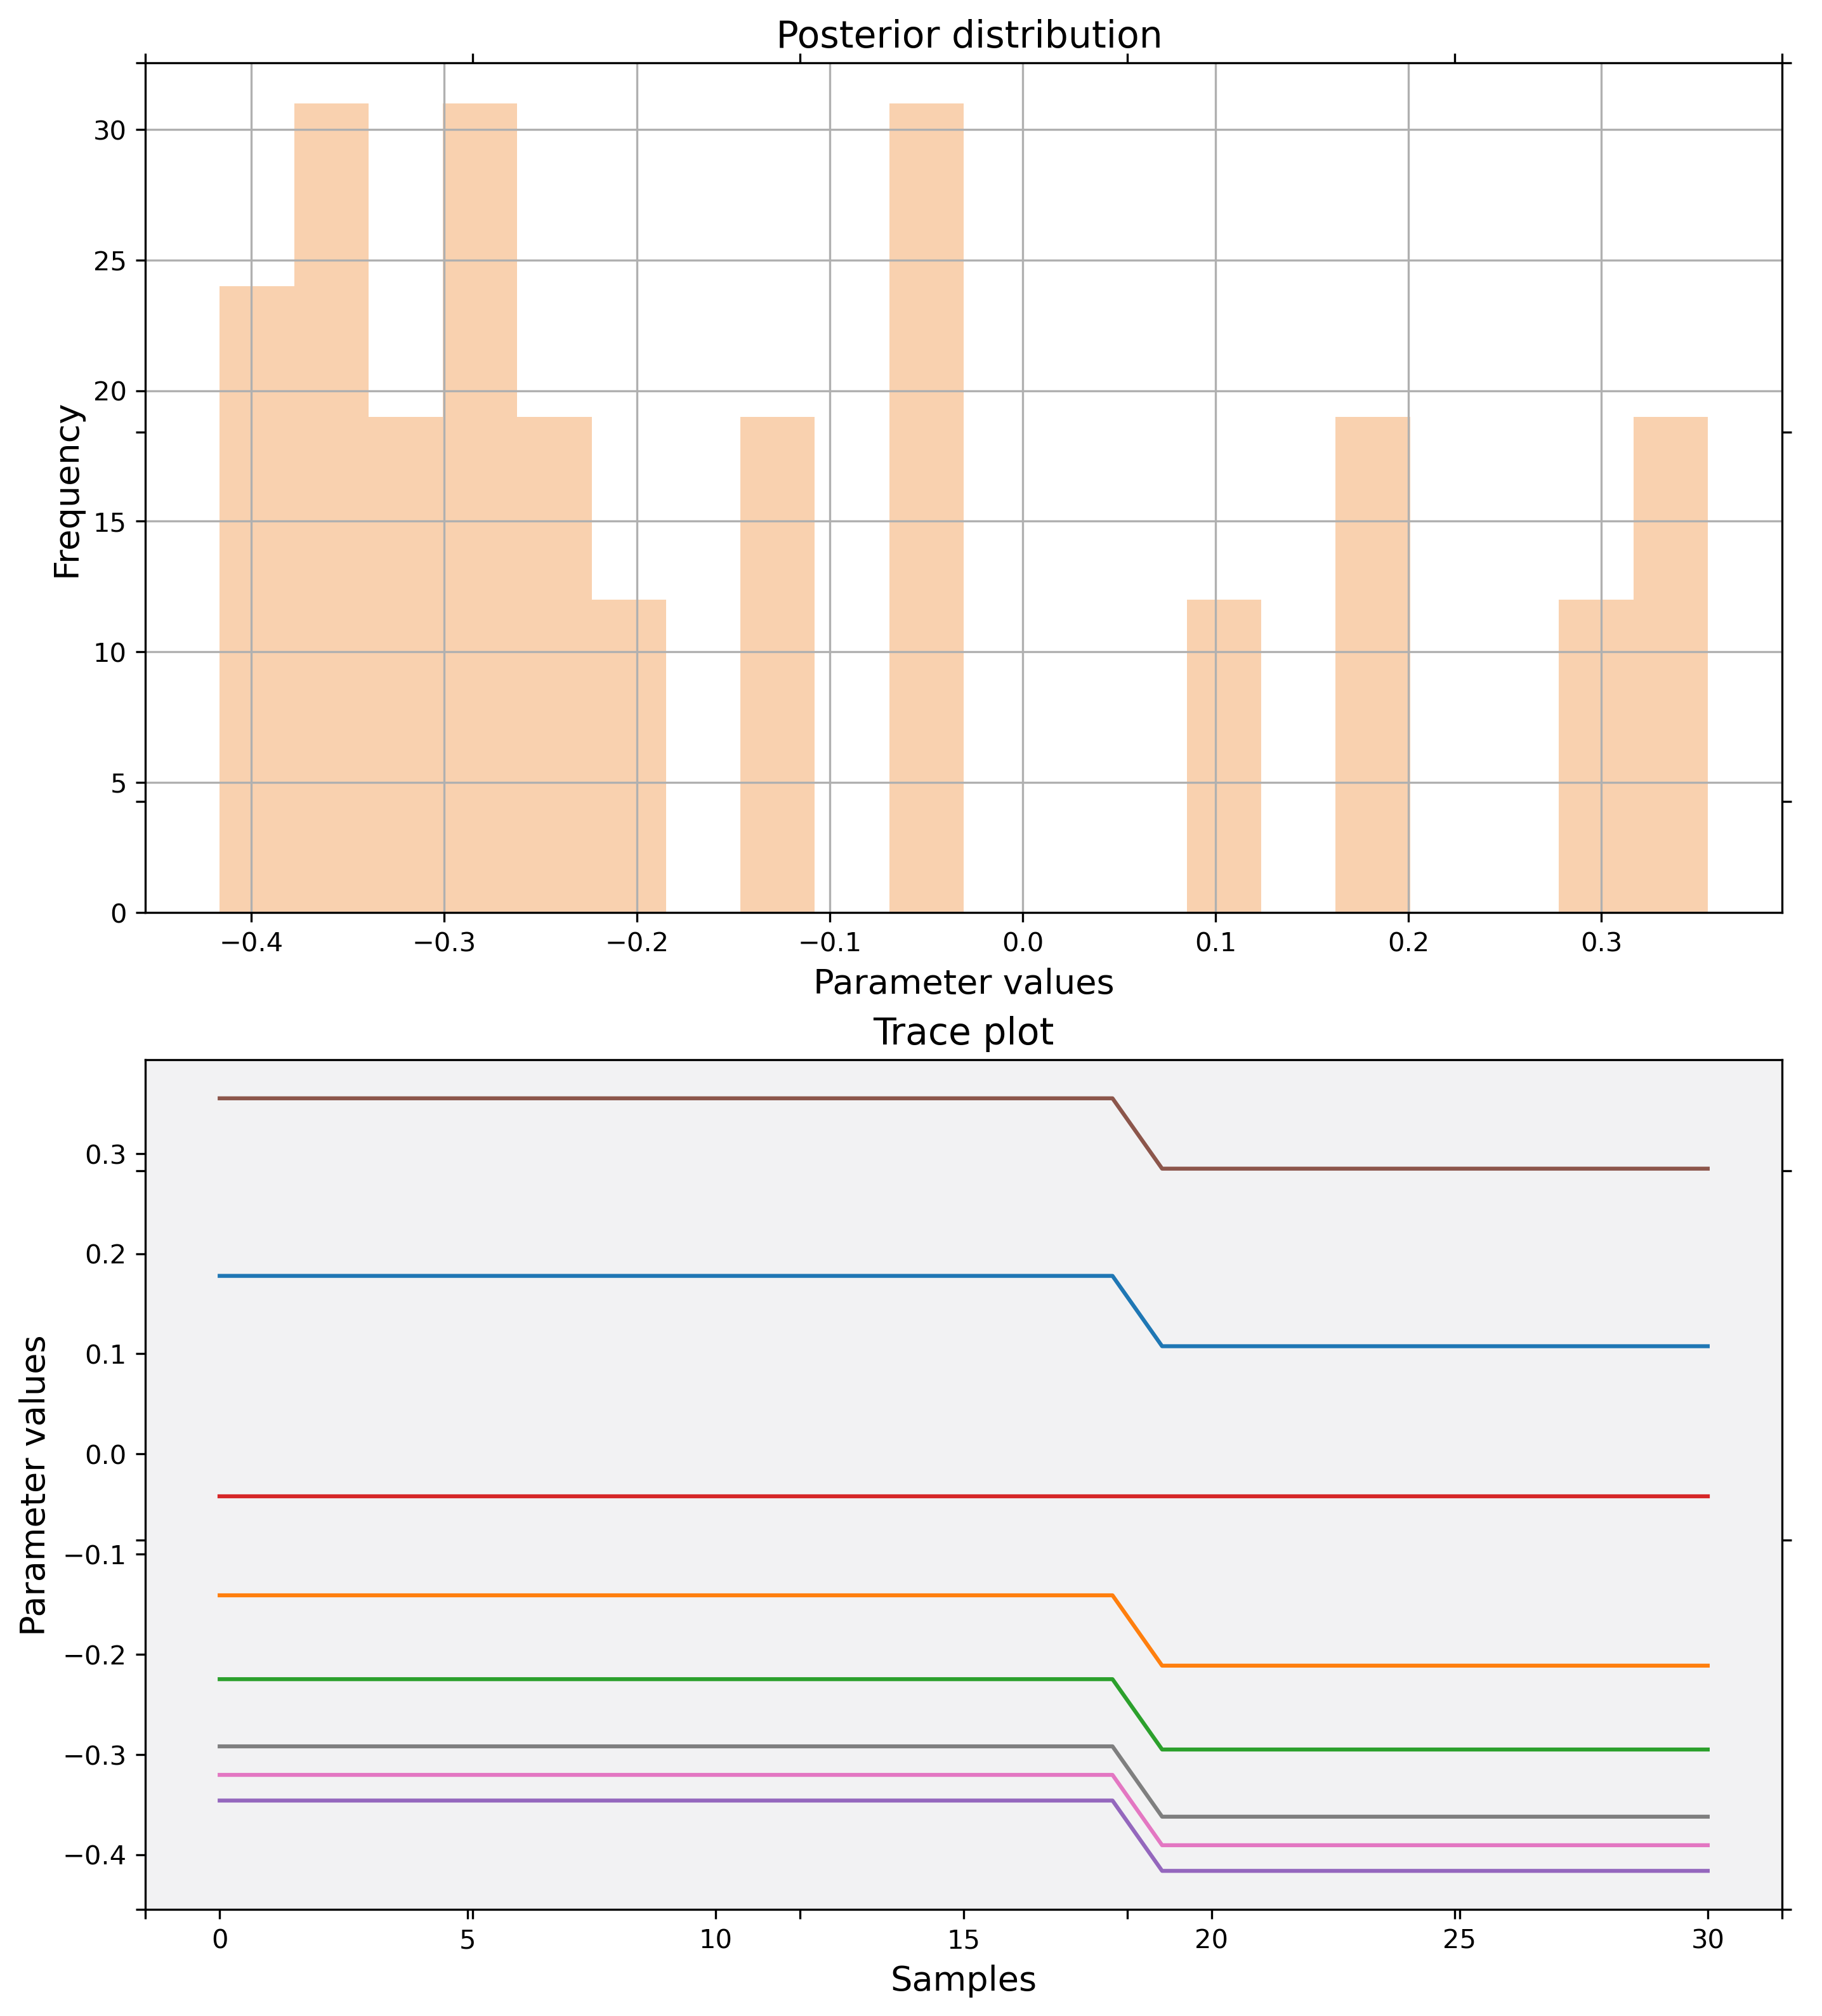 Posterior distribution
30
25
20
15
10
5
0
Frequency
−0.4 −0.3 −0.2 −0.1 0.0 0.1 0.2 0.3
Parameter values
Trace plot
0.3
0.2
0.1
0.0
−0.1
−0.2
−0.3
−0.4
Parameter values
0 5 10 15 20 25 30
Samples